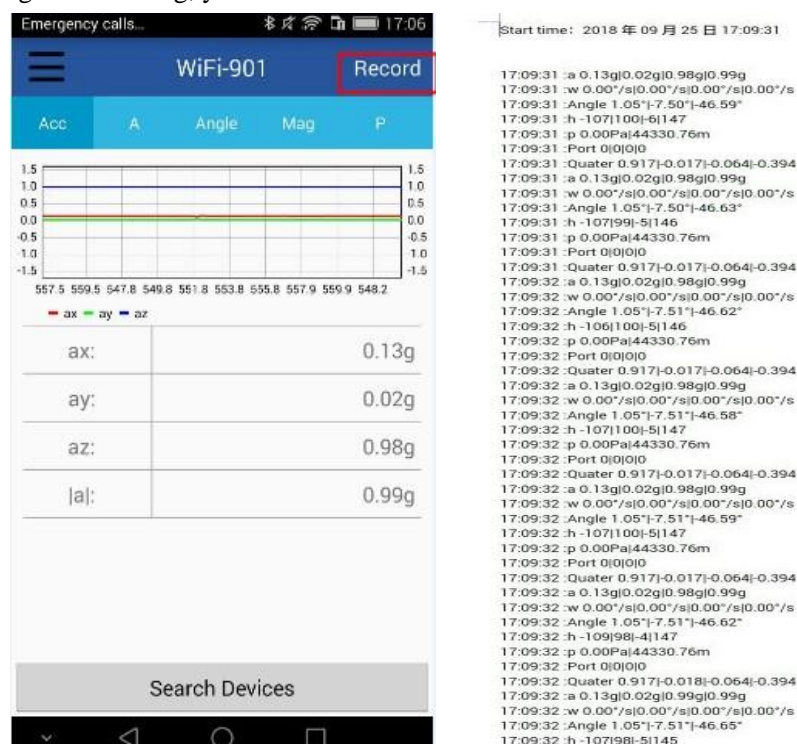 Emergency calls... 17:06
WiFi-901 Record
Acc A Angle Mag P
1.5 1.5
1.0 1.0
0.5 0.5
0.0 0.0
-0.5 -0.5
-1.0 -1.0
-1.5 -1.5
557.5 559.5 547.8 549.8 551.8 553.8 555.8 557.9 559.9 548.2
ax ay az
ax: 0.13g
ay: 0.02g
az: 0.98g
|a|: 0.99g
Search Devices
Start time: 2018 年 09 月 25 日 17:09:31
17:09:31 :a 0.13g|0.02g|0.98g|0.99g
17:09:31 :w 0.00°/s|0.00°/s|0.00°/s|0.00°/s
17:09:31 :Angle 1.05°|-7.50°|-46.59°
17:09:31 :h -107|100|-6|147
17:09:31 :p 0.00Pa|44330.76m
17:09:31 :Port 0|0|0|0
17:09:31 :Quater 0.917|-0.017|-0.064|-0.394
17:09:31 :a 0.13g|0.02g|0.98g|0.99g
17:09:31 :w 0.00°/s|0.00°/s|0.00°/s|0.00°/s
17:09:31 :Angle 1.05°|-7.50°|-46.63°
17:09:31 :h -107|99|-5|146
17:09:31 :p 0.00Pa|44330.76m
17:09:31 :Port 0|0|0|0
17:09:31 :Quater 0.917|-0.017|-0.064|-0.394
17:09:32 :a 0.13g|0.02g|0.98g|0.99g
17:09:32 :w 0.00°/s|0.00°/s|0.00°/s|0.00°/s
17:09:32 :Angle 1.05°|-7.51°|-46.62°
17:09:32 :h -106|100|-5|146
17:09:32 :p 0.00Pa|44330.76m
17:09:32 :Port 0|0|0|0
17:09:32 :Quater 0.917|-0.017|-0.064|-0.394
17:09:32 :a 0.13g|0.02g|0.98g|0.99g
17:09:32 :w 0.00°/s|0.00°/s|0.00°/s|0.00°/s
17:09:32 :Angle 1.05°|-7.51°|-46.58°
17:09:32 :h -107|100|-5|147
17:09:32 :p 0.00Pa|44330.76m
17:09:32 :Port 0|0|0|0
17:09:32 :Quater 0.917|-0.017|-0.064|-0.394
17:09:32 :a 0.13g|0.02g|0.98g|0.99g
17:09:32 :w 0.00°/s|0.00°/s|0.00°/s|0.00°/s
17:09:32 :Angle 1.05°|-7.51°|-46.59°
17:09:32 :h -107|100|-5|147
17:09:32 :p 0.00Pa|44330.76m
17:09:32 :Port 0|0|0|0
17:09:32 :Quater 0.917|-0.017|-0.064|-0.394
17:09:32 :a 0.13g|0.02g|0.98g|0.99g
17:09:32 :w 0.00°/s|0.00°/s|0.00°/s|0.00°/s
17:09:32 :Angle 1.05°|-7.51°|-46.62°
17:09:32 :h -109|98|-4|147
17:09:32 :p 0.00Pa|44330.76m
17:09:32 :Port 0|0|0|0
17:09:32 :Quater 0.917|-0.018|-0.064|-0.394
17:09:32 :a 0.13g|0.02g|0.99g|0.99g
17:09:32 :w 0.00°/s|0.00°/s|0.00°/s|0.00°/s
17:09:32 :Angle 1.05°|-7.51°|-46.65°
17:09:32 :h -107|98|-5|145